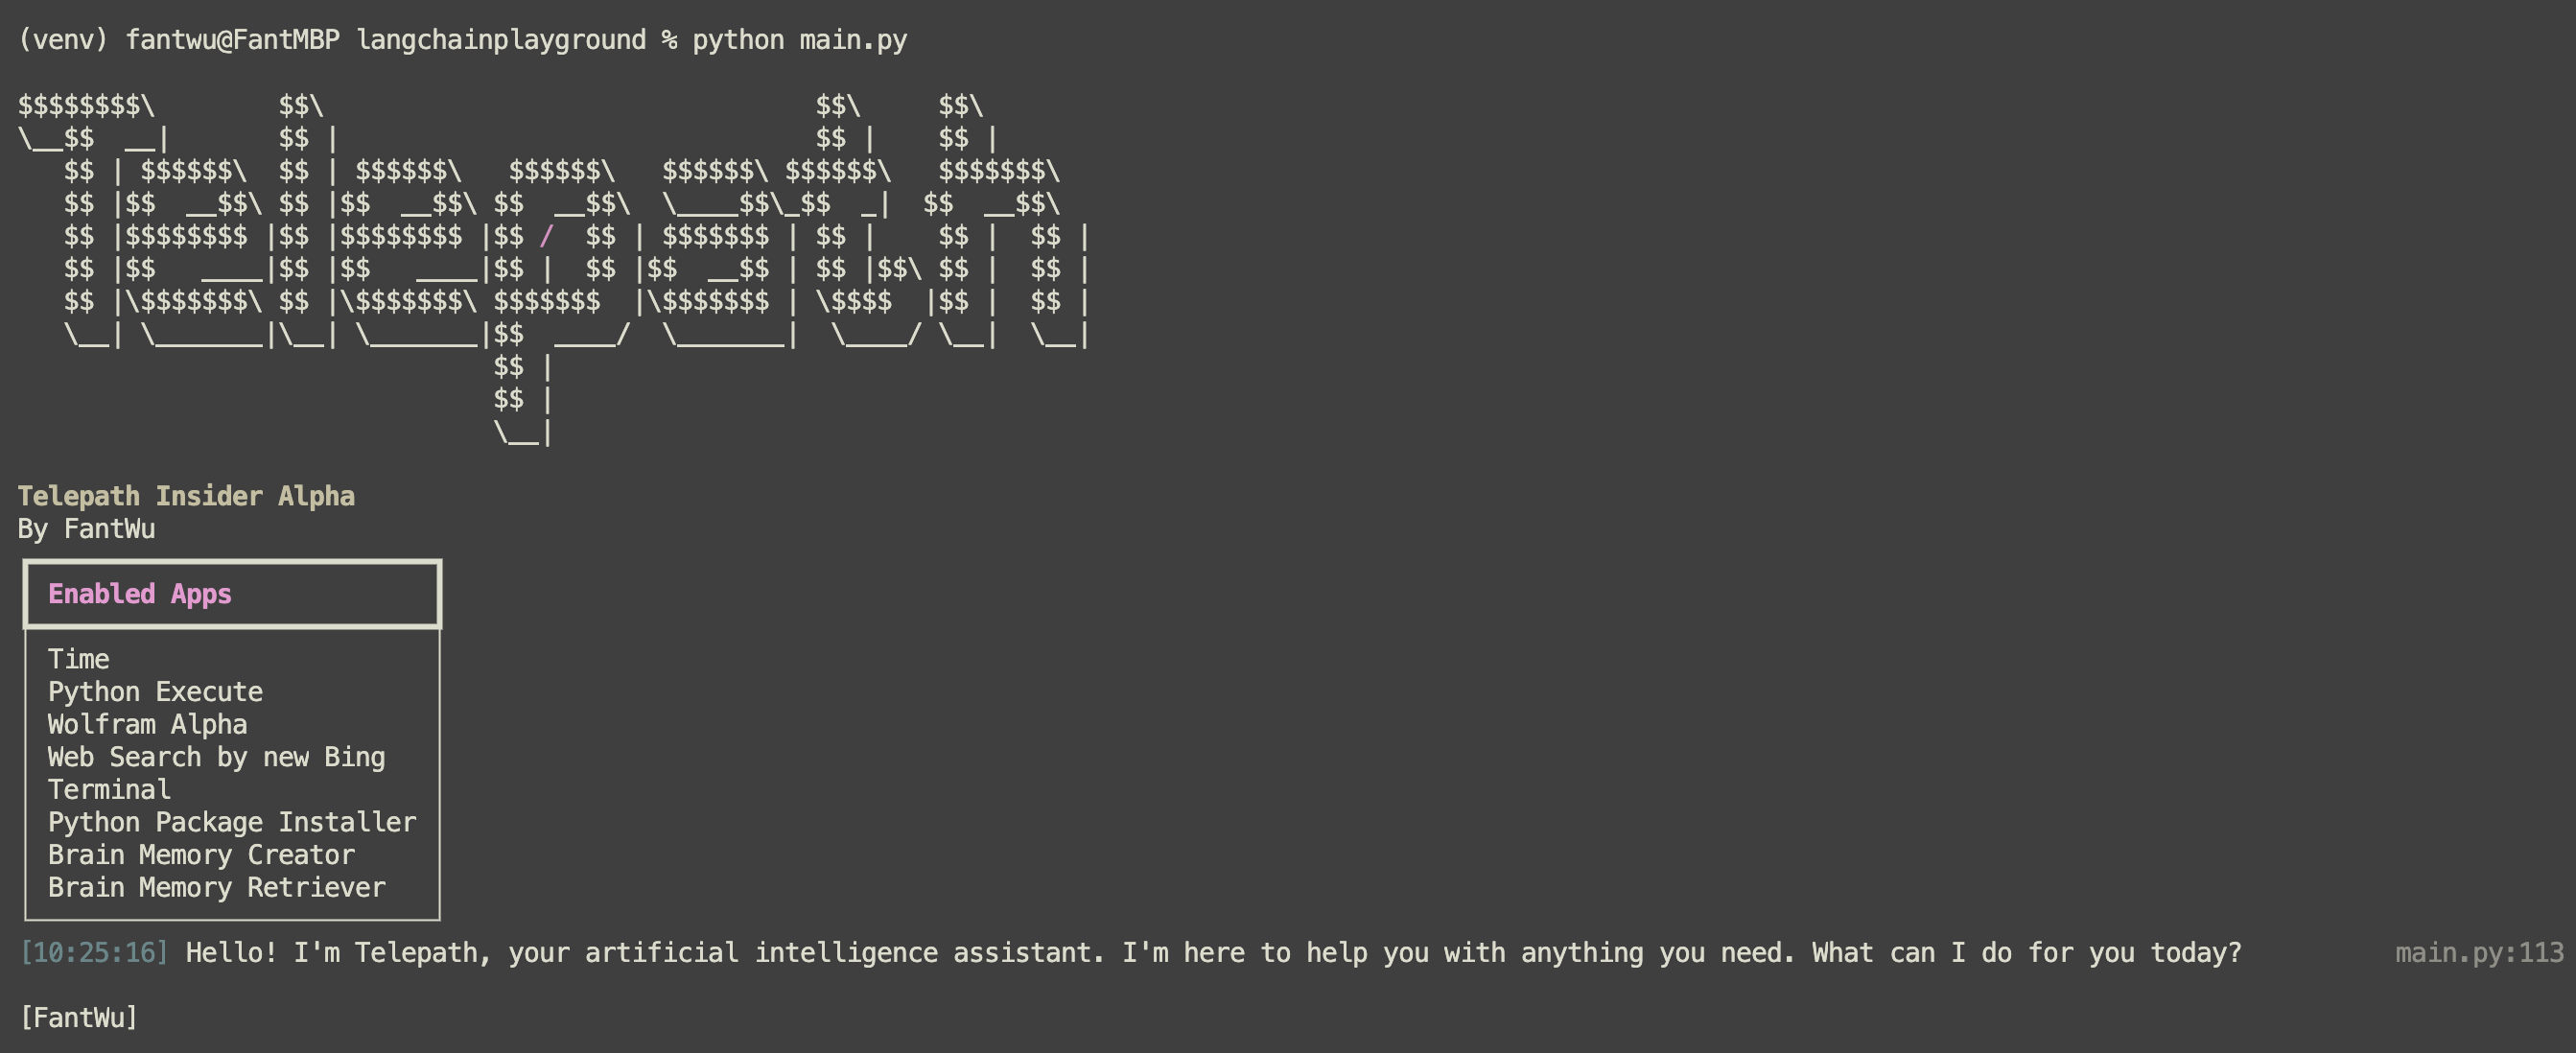 (venv) fantwu@FantMBP langchainplayground % python main.py
$$$$$$$$\        $$\                                $$\     $$\
\__$$  __|       $$ |                               $$ |    $$ |
   $$ | $$$$$$\  $$ | $$$$$$\   $$$$$$\   $$$$$$\ $$$$$$\   $$$$$$$\
   $$ |$$  __$$\ $$ |$$  __$$\ $$  __$$\  \____$$\_$$  _|  $$  __$$\
   $$ |$$$$$$$$ |$$ |$$$$$$$$ |$$ /  $$ | $$$$$$$ | $$ |    $$ |  $$ |
   $$ |$$   ____|$$ |$$   ____|$$ |  $$ |$$  __$$ | $$ |$$\ $$ |  $$ |
   $$ |\$$$$$$$\ $$ |\$$$$$$$\ $$$$$$$  |\$$$$$$$ | \$$$$  |$$ |  $$ |
   \__| \_______|\__| \_______|$$  ____/  \_______|  \____/ \__|  \__|
                               $$ |
                               $$ |
                               \__|
Telepath Insider Alpha
By FantWu
Enabled Apps
Time
Python Execute
Wolfram Alpha
Web Search by new Bing
Terminal
Python Package Installer
Brain Memory Creator
Brain Memory Retriever
[10:25:16] Hello! I'm Telepath, your artificial intelligence assistant. I'm here to help you with anything you need. What can I do for you today? main.py:113
[FantWu]